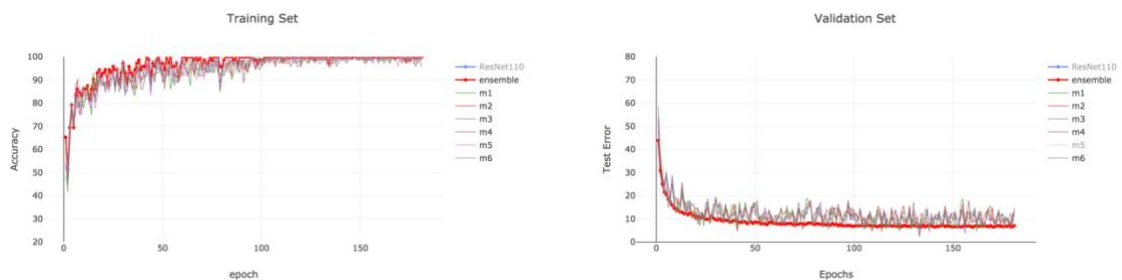 Training Set
100
90
80
70
60
50
40
30
20
0
50
100
150
Accuracy
epoch
ResNet110
ensemble
m1
m2
m3
m4
m5
m6
Validation Set
80
70
60
50
40
30
20
10
0
0
50
100
150
Test Error
Epochs
ResNet110
ensemble
m1
m2
m3
m4
m5
m6